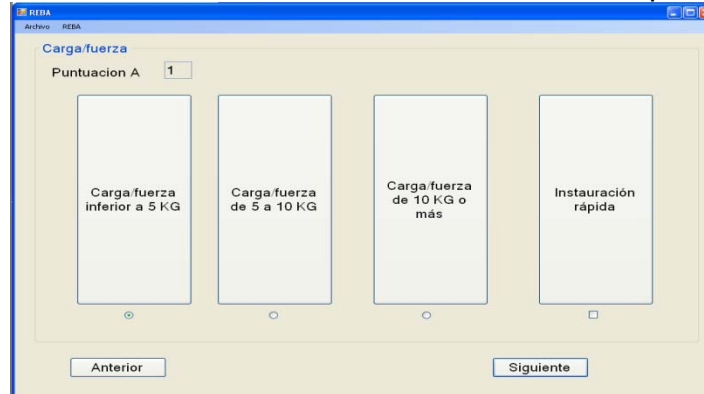 REBA
Archivo REBA
Carga/fuerza
Puntuacion A 1
Carga/fuerza
inferior a 5 KG
Carga/fuerza
de 5 a 10 KG
Carga/fuerza
de 10 KG o
más
Instauración
rápida
Anterior
Siguiente